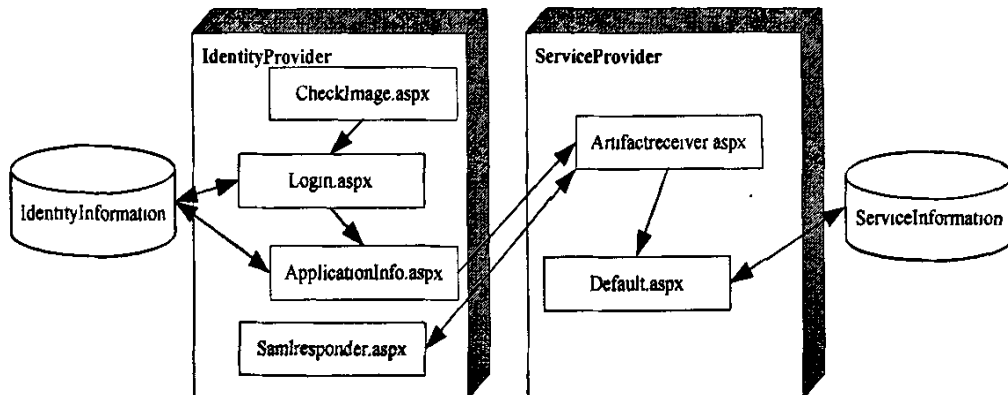 IdentityProvider
CheckImage.aspx
Login.aspx
IdentityInformation
ApplicationInfo.aspx
Samlresponder.aspx
ServiceProvider
Artifactreceiver aspx
Default.aspx
ServiceInformation